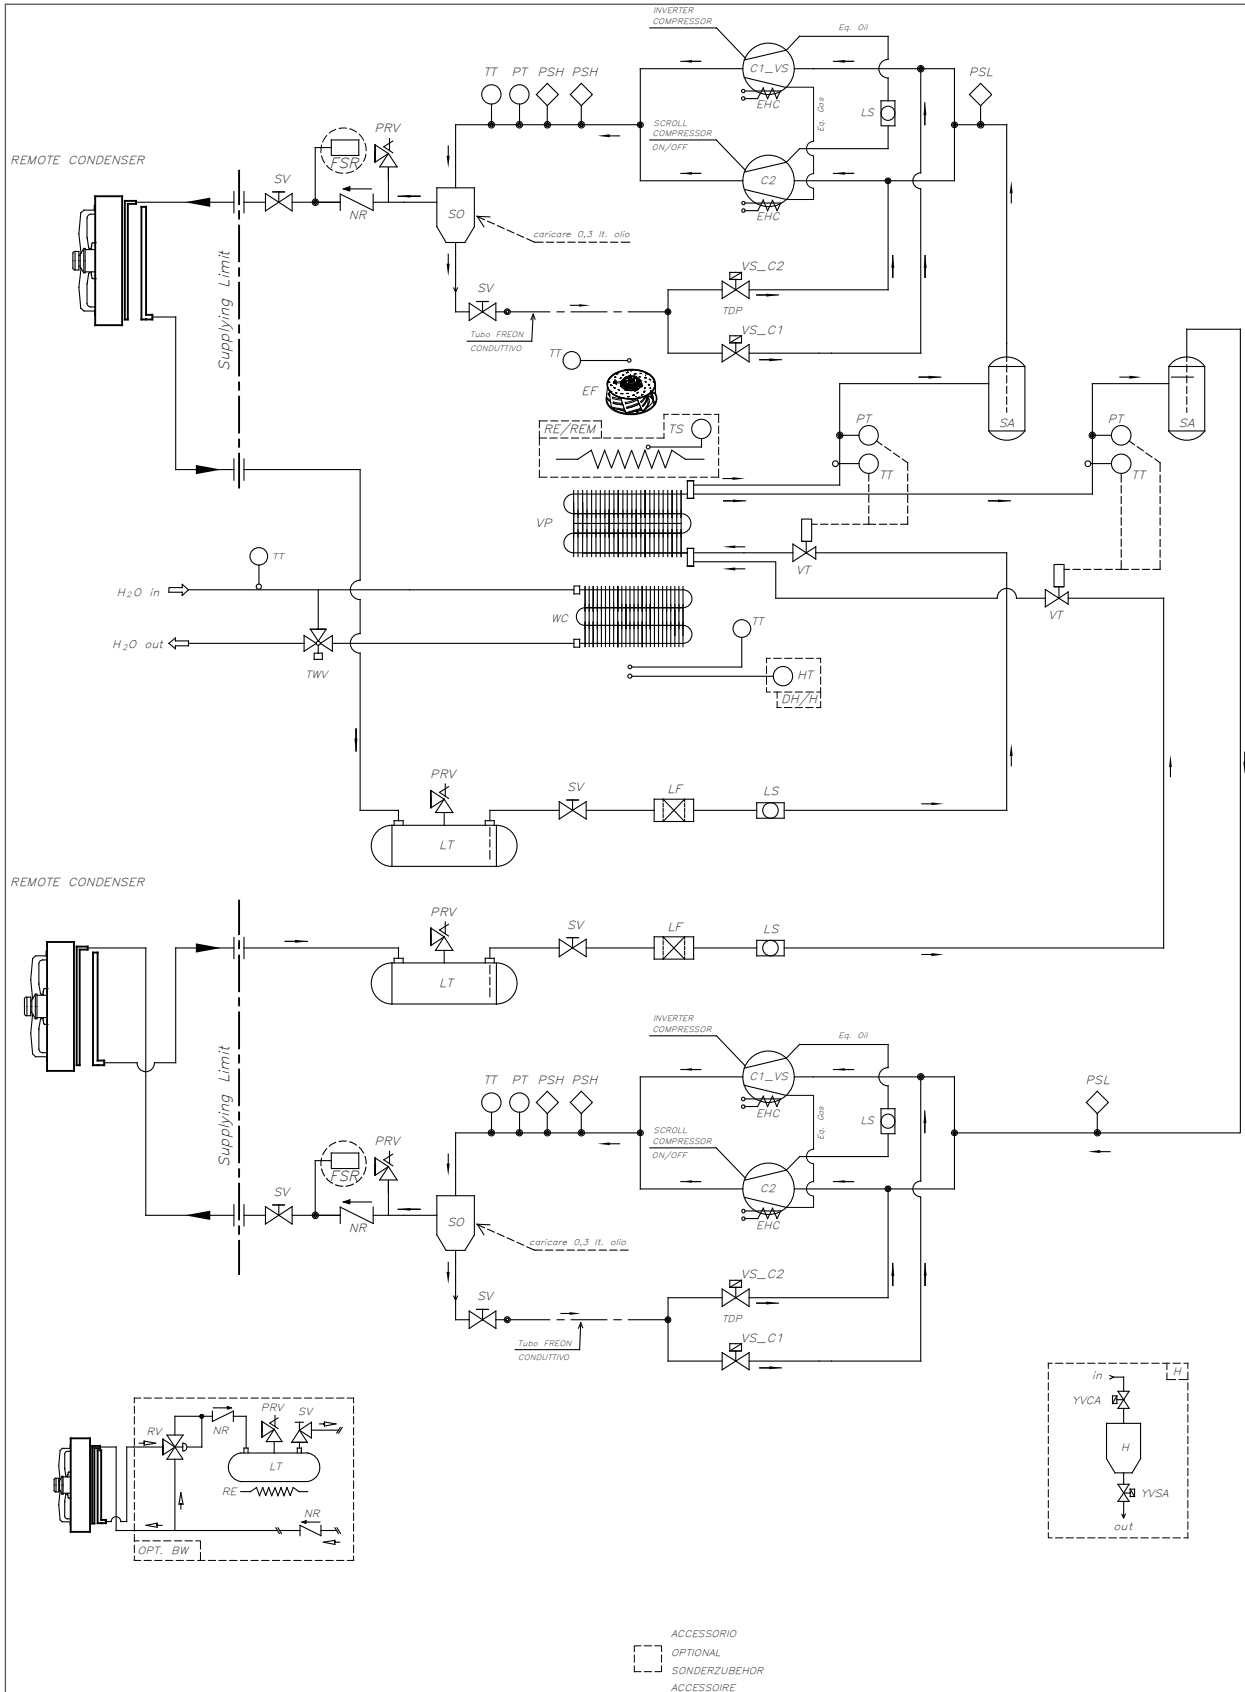 INVERTER
COMPRESSOR
Eq. Oil
C1_VS
TT
PT
PSH
PSH
PSL
EHC
Eq. Gas
LS
SCROLL
COMPRESSOR
ON/OFF
PRV
FSR
REMOTE CONDENSER
SV
NR
SO
C2
EHC
caricare 0,3 lt. olio
Supplying Limit
VS_C2
SV
TDP
Tubo FREON
CONDUTTIVO
VS_C1
TT
EF
RE/REM
TS
PT
SA
PT
SA
TT
TT
VP
VT
TT
H2O in
WC
VT
TT
H2O out
TWV
HT
DH/H
PRV
SV
LF
LS
LT
REMOTE CONDENSER
PRV
SV
LF
LS
LT
INVERTER
COMPRESSOR
Eq. Oil
Supplying Limit
C1_VS
TT
PT
PSH
PSH
PSL
EHC
Eq. Gas
LS
SCROLL
COMPRESSOR
ON/OFF
PRV
FSR
SV
NR
SO
C2
EHC
caricare 0,3 lt. olio
VS_C2
SV
TDP
Tubo FREON
CONDUTTIVO
VS_C1
in
H
YVCA
H
YVSA
out
RV
NR
PRV
SV
LT
RE
NR
OPT. BW
ACCESSORIO
OPTIONAL
SONDERZUBEHOR
ACCESSOIRE